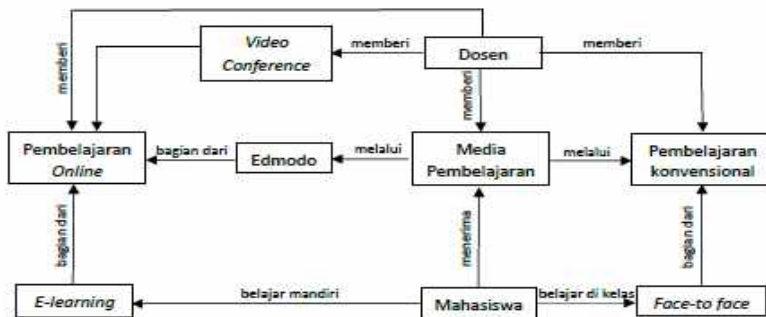 Video
Conference
memberi
Dosen
memberi
memberi
memberi
Pembelajaran
Online
bagian dari
Edmodo
melalui
Media
Pembelajaran
melalui
Pembelajaran
konvensional
bagian dari
menerima
bagian dari
E-learning
belajar mandiri
Mahasiswa
belajar di kelas
Face-to face